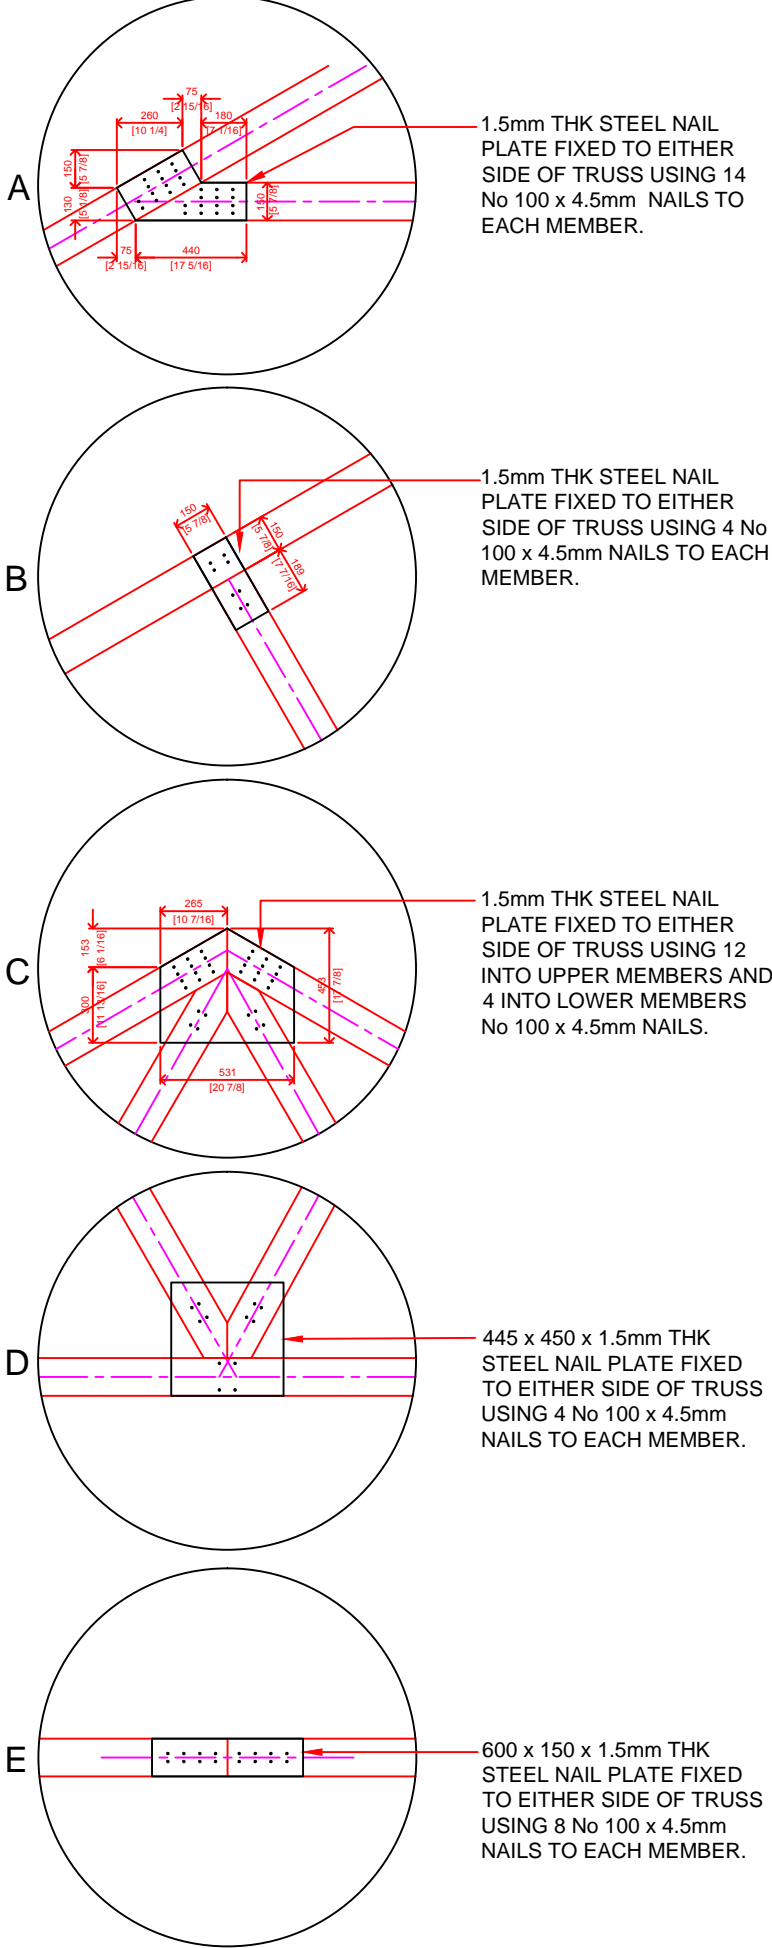 75
[2 15/16]
260
[10 1/4]
180
[7 1/16]
150
[5 7/8]
130
[5 1/8]
150
[5 7/8]
75
[2 15/16]
440
[17 5/16]
A
1.5mm THK STEEL NAIL
PLATE FIXED TO EITHER
SIDE OF TRUSS USING 14
No 100 x 4.5mm NAILS TO
EACH MEMBER.
150
[5 7/8]
150
[5 7/8]
189
[7 7/16]
B
1.5mm THK STEEL NAIL
PLATE FIXED TO EITHER
SIDE OF TRUSS USING 4 No
100 x 4.5mm NAILS TO EACH
MEMBER.
265
[10 7/16]
153
[6 1/16]
300
[11 13/16]
453
[17 7/8]
531
[20 7/8]
C
1.5mm THK STEEL NAIL
PLATE FIXED TO EITHER
SIDE OF TRUSS USING 12
INTO UPPER MEMBERS AND
4 INTO LOWER MEMBERS
No 100 x 4.5mm NAILS.
D
445 x 450 x 1.5mm THK
STEEL NAIL PLATE FIXED
TO EITHER SIDE OF TRUSS
USING 4 No 100 x 4.5mm
NAILS TO EACH MEMBER.
E
600 x 150 x 1.5mm THK
STEEL NAIL PLATE FIXED
TO EITHER SIDE OF TRUSS
USING 8 No 100 x 4.5mm
NAILS TO EACH MEMBER.